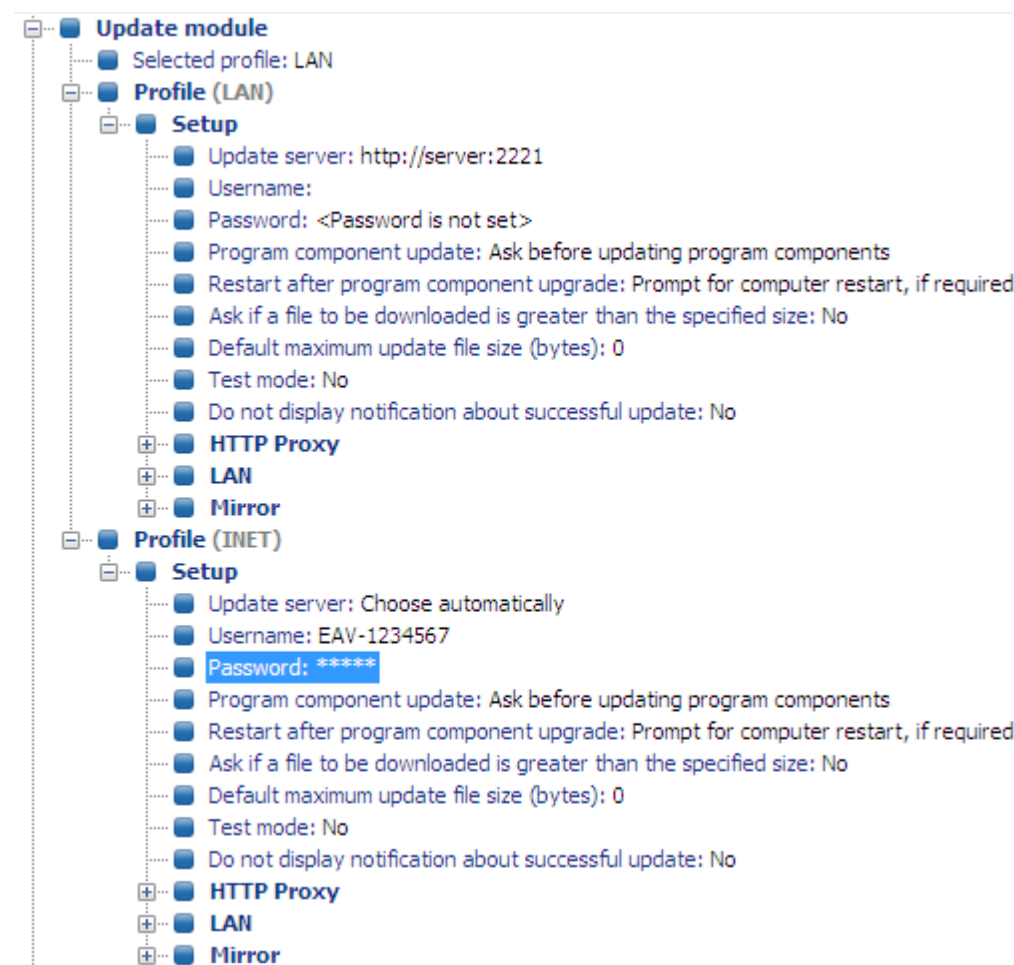 Update module
Selected profile: LAN
Profile (LAN)
Setup
Update server: http://server:2221
Username:
Password: <Password is not set>
Program component update: Ask before updating program components
Restart after program component upgrade: Prompt for computer restart, if required
Ask if a file to be downloaded is greater than the specified size: No
Default maximum update file size (bytes): 0
Test mode: No
Do not display notification about successful update: No
HTTP Proxy
LAN
Mirror
Profile (INET)
Setup
Update server: Choose automatically
Username: EAV-1234567
Password: *****
Program component update: Ask before updating program components
Restart after program component upgrade: Prompt for computer restart, if required
Ask if a file to be downloaded is greater than the specified size: No
Default maximum update file size (bytes): 0
Test mode: No
Do not display notification about successful update: No
HTTP Proxy
LAN
Mirror